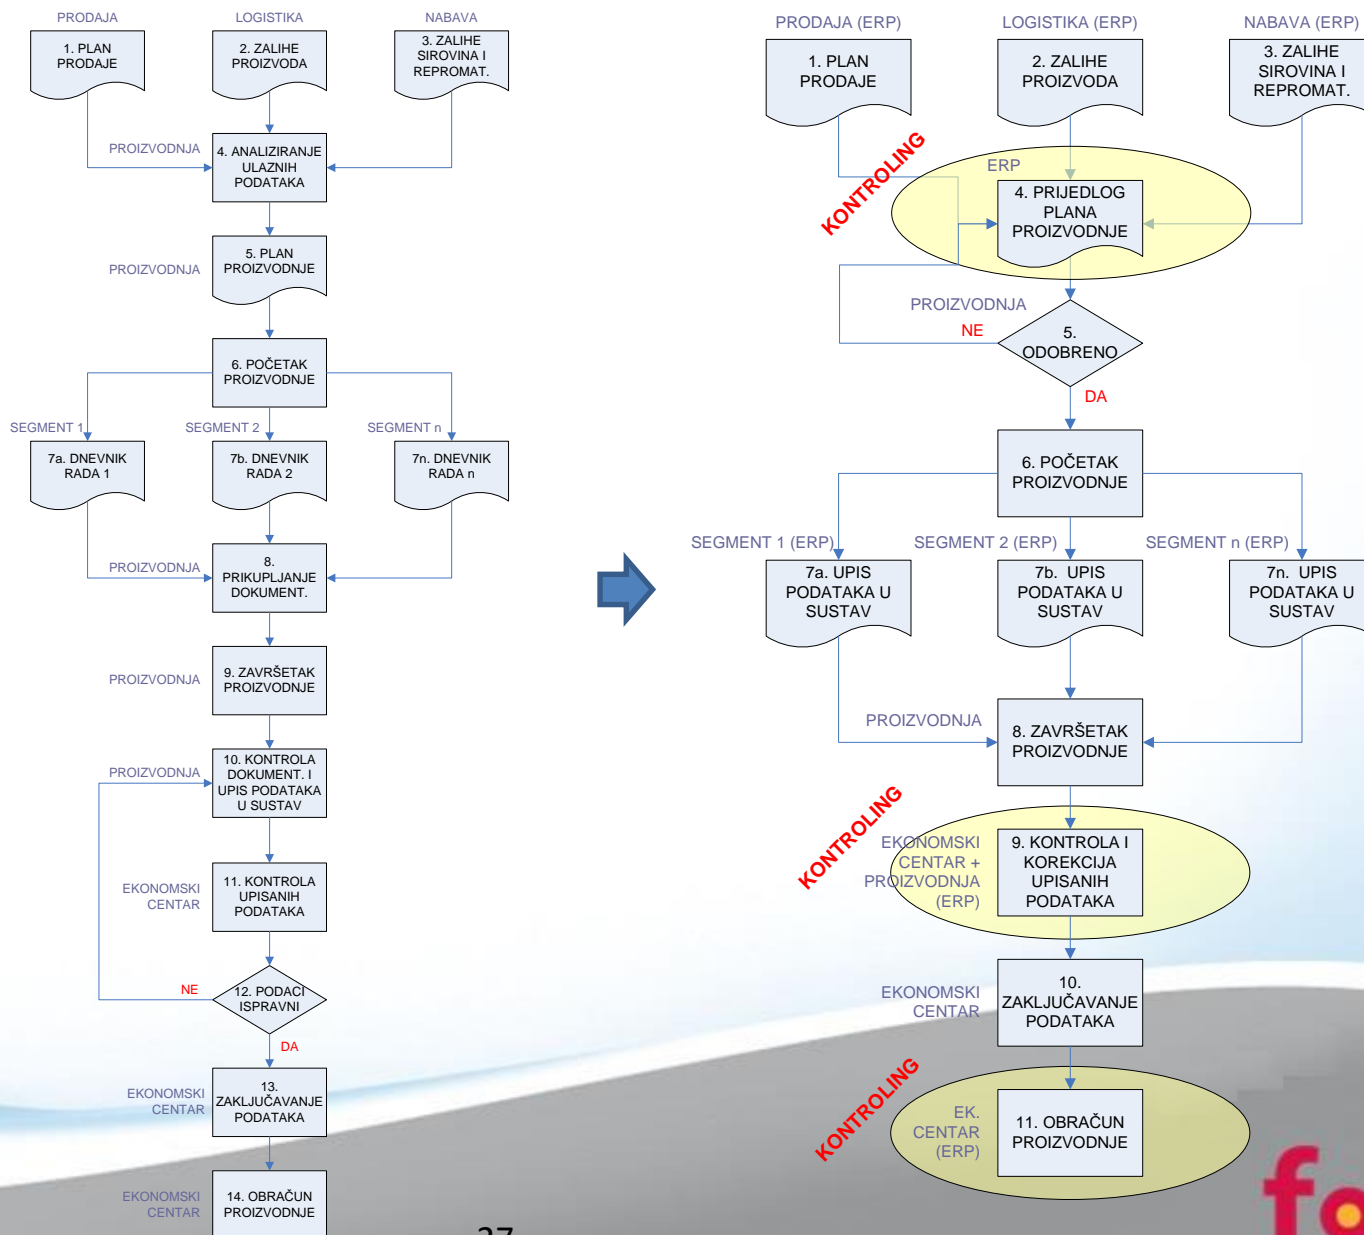 PRODAJA
LOGISTIKA
NABAVA
1. PLAN
PRODAJE
2. ZALIHE
PROIZVODA
3. ZALIHE
SIROVINA I
REPROMAT.
PROIZVODNJA
4. ANALIZIRANJE
ULAZNIH
PODATAKA
PROIZVODNJA
5. PLAN
PROIZVODNJE
6. POČETAK
PROIZVODNJE
SEGMENT 1
SEGMENT 2
SEGMENT n
7a. DNEVNIK
RADA 1
7b. DNEVNIK
RADA 2
7n. DNEVNIK
RADA n
PROIZVODNJA
8.
PRIKUPLJANJE
DOKUMENT.
PROIZVODNJA
9. ZAVRŠETAK
PROIZVODNJE
PROIZVODNJA
10. KONTROLA
DOKUMENT. I
UPIS PODATAKA
U SUSTAV
EKONOMSKI
CENTAR
11. KONTROLA
UPISANIH
PODATAKA
NE
12. PODACI
ISPRAVNI
DA
EKONOMSKI
CENTAR
13.
ZAKLJUČAVANJE
PODATAKA
EKONOMSKI
CENTAR
14. OBRAČUN
PROIZVODNJE
PRODAJA (ERP)
LOGISTIKA (ERP)
NABAVA (ERP)
1. PLAN
PRODAJE
2. ZALIHE
PROIZVODA
3. ZALIHE
SIROVINA I
REPROMAT.
KONTROLING
ERP
4. PRIJEDLOG
PLANA
PROIZVODNJE
PROIZVODNJA
NE
5.
ODOBRENO
DA
6. POČETAK
PROIZVODNJE
SEGMENT 1 (ERP)
SEGMENT 2 (ERP)
SEGMENT n (ERP)
7a. UPIS
PODATAKA U
SUSTAV
7b. UPIS
PODATAKA U
SUSTAV
7n. UPIS
PODATAKA U
SUSTAV
PROIZVODNJA
8. ZAVRŠETAK
PROIZVODNJE
KONTROLING
EKONOMSKI
CENTAR +
PROIZVODNJA
(ERP)
9. KONTROLA I
KOREKCIJA
UPISANIH
PODATAKA
EKONOMSKI
CENTAR
10.
ZAKLJUČAVANJE
PODATAKA
KONTROLING
EK.
CENTAR
(ERP)
11. OBRAČUN
PROIZVODNJE